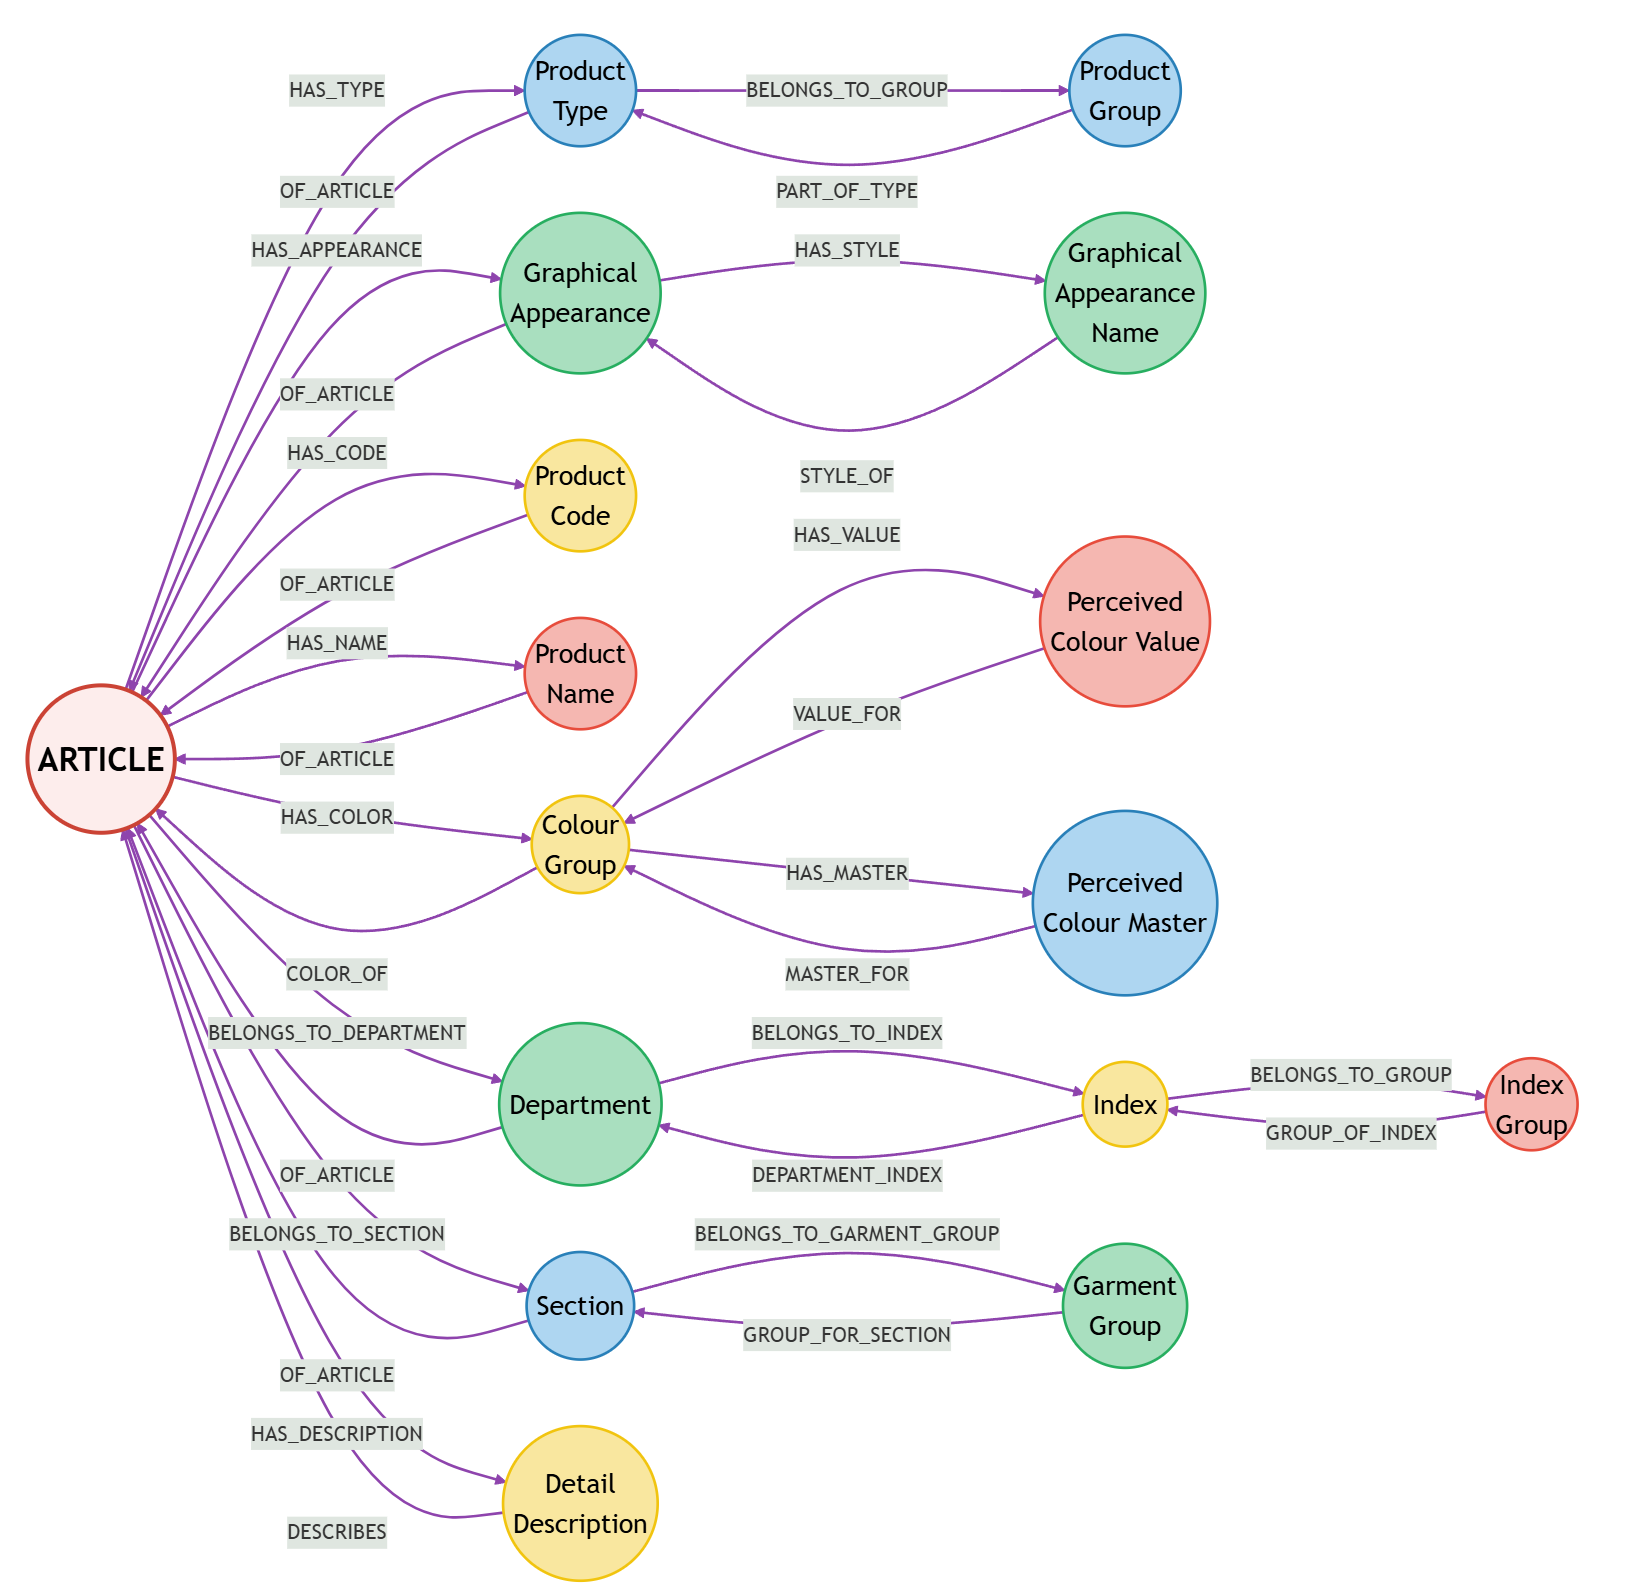 HAS_TYPE
Product
Type
BELONGS_TO_GROUP
Product
Group
OF_ARTICLE
PART_OF_TYPE
HAS_APPEARANCE
Graphical
Appearance
HAS_STYLE
Graphical
Appearance
Name
OF_ARTICLE
HAS_CODE
Product
Code
STYLE_OF
HAS_VALUE
OF_ARTICLE
Perceived
Colour Value
HAS_NAME
Product
Name
VALUE_FOR
ARTICLE
OF_ARTICLE
HAS_COLOR
Colour
Group
HAS_MASTER
Perceived
Colour Master
COLOR_OF
MASTER_FOR
BELONGS_TO_DEPARTMENT
BELONGS_TO_INDEX
Department
Index
BELONGS_TO_GROUP
Index
Group
GROUP_OF_INDEX
OF_ARTICLE
DEPARTMENT_INDEX
BELONGS_TO_SECTION
BELONGS_TO_GARMENT_GROUP
Section
Garment
Group
GROUP_FOR_SECTION
OF_ARTICLE
HAS_DESCRIPTION
Detail
Description
DESCRIBES